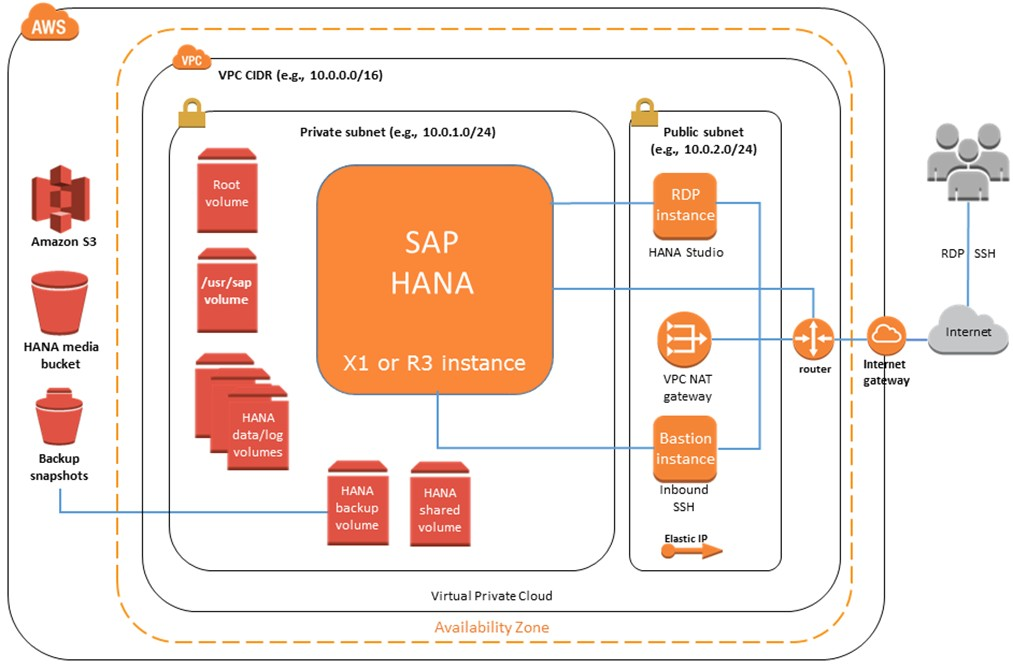 AWS
VPC
VPC CIDR (e.g., 10.0.0.0/16)
Private subnet (e.g., 10.0.1.0/24)
Public subnet
(e.g., 10.0.2.0/24)
Root
volume
/usr/sap
volume
HANA
data/log
volumes
HANA
backup
volume
HANA
shared
volume
SAP
HANA
X1 or R3 instance
RDP
instance
HANA Studio
VPC NAT
gateway
Bastion
instance
Inbound
SSH
Elastic IP
router
Internet
gateway
Internet
RDP
SSH
Amazon S3
HANA media
bucket
Backup
snapshots
Virtual Private Cloud
Availability Zone